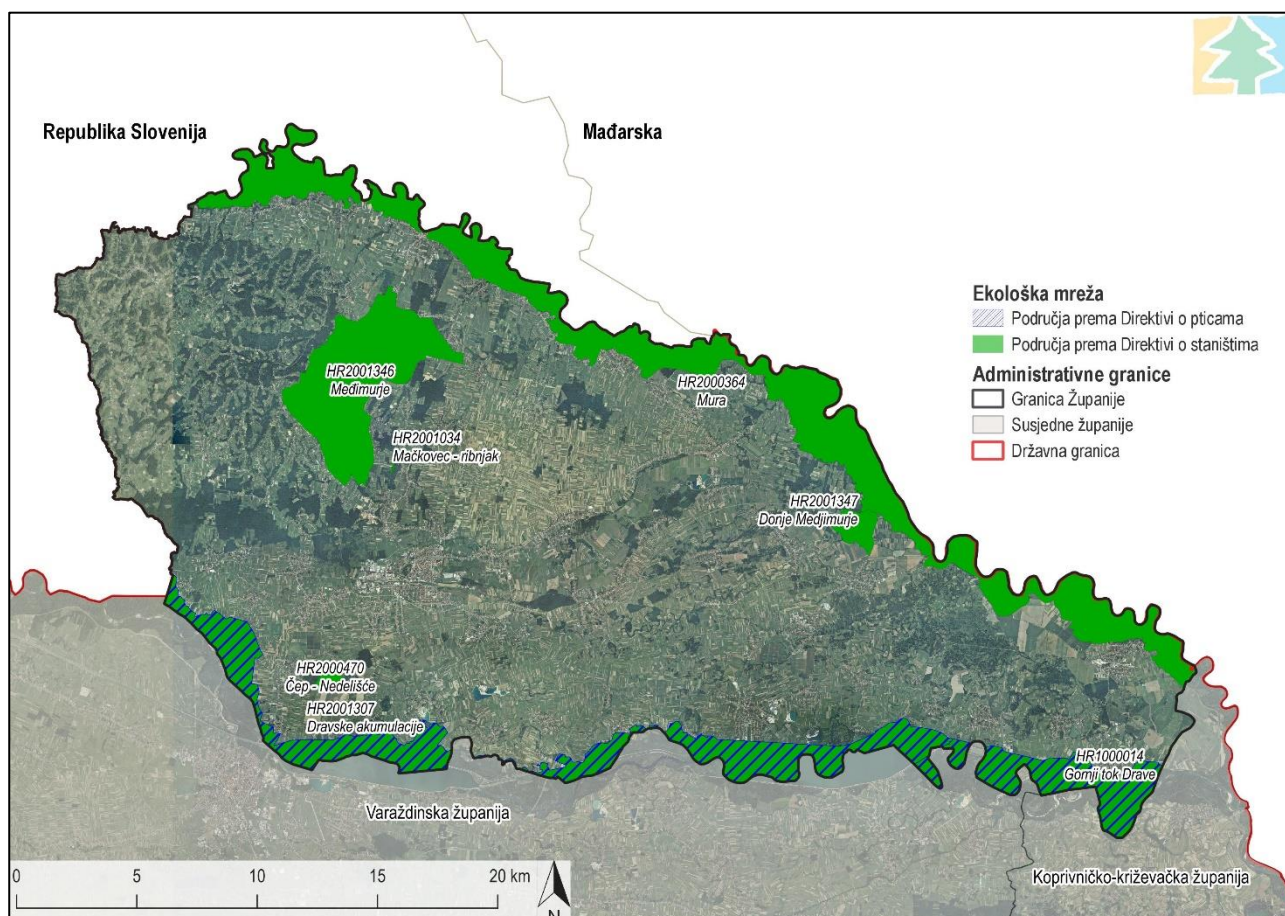 Republika Slovenija
Mađarska
Ekološka mreža
Područja prema Direktivi o pticama
Područja prema Direktivi o staništima
Administrativne granice
Granica Županije
Susjedne županije
Državna granica
HR2001346
Međimurje
HR2000364
Mura
HR2001034
Mačkovec - ribnjak
HR2001347
Donje Medjimurje
HR2000470
Čep - Nedelišće
HR2001307
Dravske akumulacije
HR1000014
Gornji tok Drave
Varaždinska županija
Koprivničko-križevačka županija
0 5 10 15 20 km
N